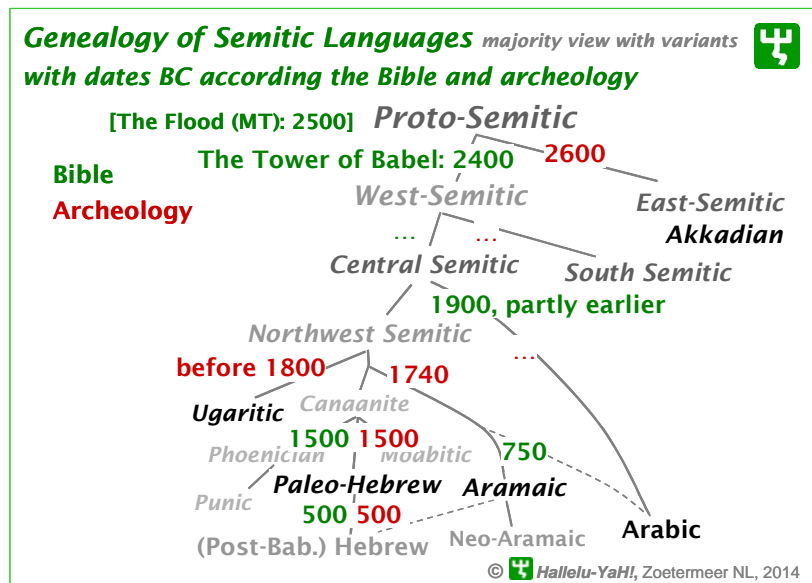 Genealogy of Semitic Languages majority view with variants
with dates BC according the Bible and archeology
[The Flood (MT): 2500] Proto-Semitic
The Tower of Babel: 2400 2600
Bible
West-Semitic
East-Semitic
Archeology
Akkadian
... ...
Central Semitic
South Semitic
1900, partly earlier
Northwest Semitic
...
before 1800 1740
Ugaritic
Canaanite
1500 1500
Phoenician Moabitic
750
Paleo-Hebrew Aramaic
Punic
500 500
Arabic
(Post-Bab.) Hebrew Neo-Aramaic
© Hallelu-YaH!, Zoetermeer NL, 2014